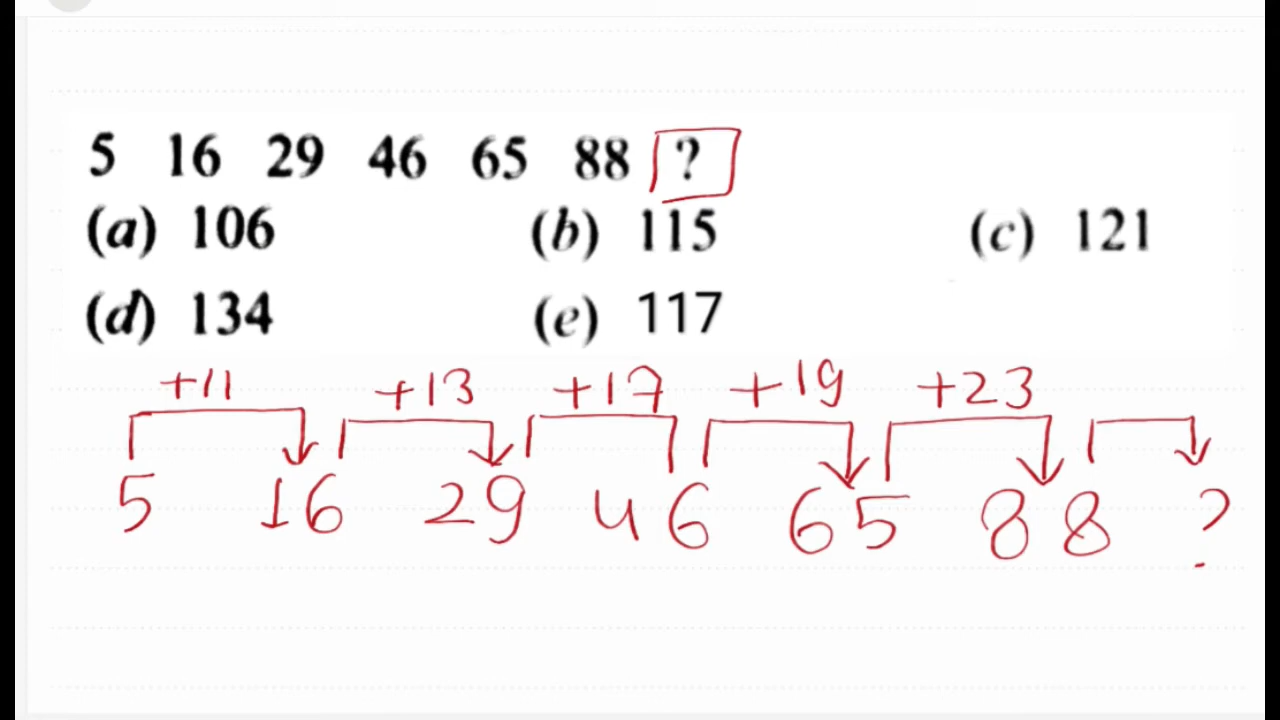 5 16 29 46 65 88 ?
(a) 106 (b) 115 (c) 121
(d) 134 (e) 117
+11 +13 +17 +19 +23
5 16 29 46 65 88 ?